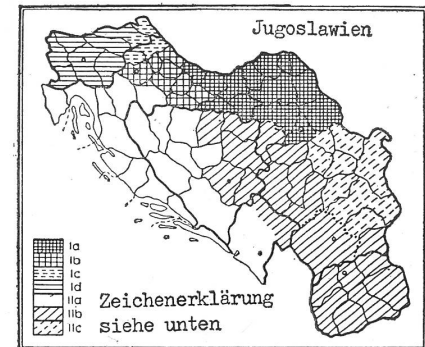 Jugoslawien
Ia
Ib
Ic
Id
IIa
IIb
IIc
Zeichenerklärung
siehe unten